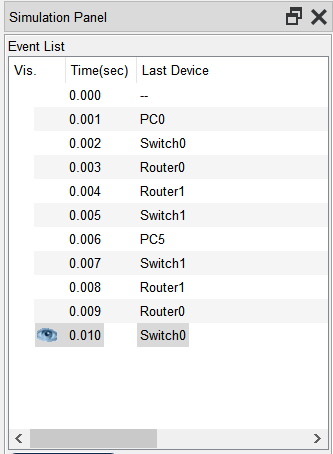 Simulation Panel
Event List
Vis. Time(sec) Last Device
0.000 --
0.001 PC0
0.002 Switch0
0.003 Router0
0.004 Router1
0.005 Switch1
0.006 PC5
0.007 Switch1
0.008 Router1
0.009 Router0
0.010 Switch0